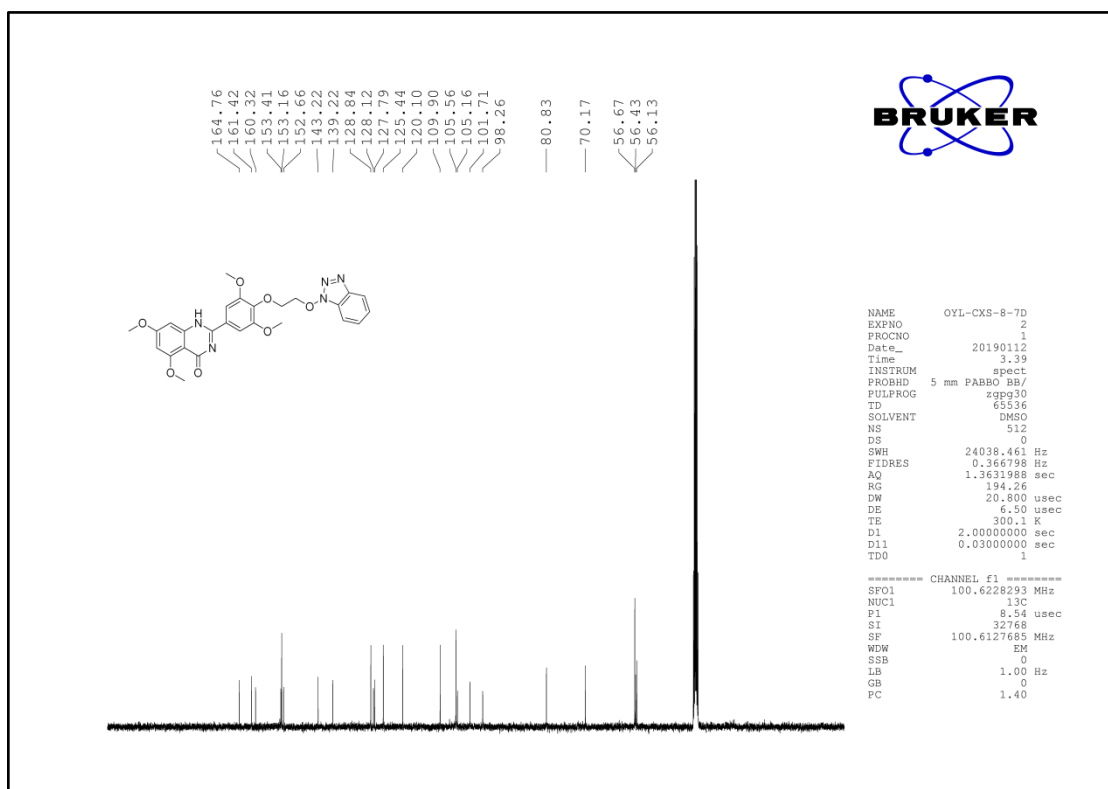 164.76
161.42
160.32
153.41
153.16
152.66
143.22
139.22
128.84
128.12
127.79
125.44
120.10
109.90
105.56
105.16
101.71
98.26
80.83
70.17
56.67
56.43
56.13
BRUKER
O
N N
O
O N
H
N
O
O
N
O
O
NAME OYL-CXS-8-7D
EXPNO 2
PROCNO 1
Date_ 20190112
Time 3.39
INSTRUM spect
PROBHD 5 mm PABBO BB/
PULPROG zgpg30
TD 65536
SOLVENT DMSO
NS 512
DS 0
SWH 24038.461 Hz
FIDRES 0.366798 Hz
AQ 1.3631988 sec
RG 194.26
DW 20.800 usec
DE 6.50 usec
TE 300.1 K
D1 2.00000000 sec
D11 0.03000000 sec
TD0 1
======== CHANNEL f1 ========
SFO1 100.6228293 MHz
NUC1 13C
P1 8.54 usec
SI 32768
SF 100.6127685 MHz
WDW EM
SSB 0
LB 1.00 Hz
GB 0
PC 1.40